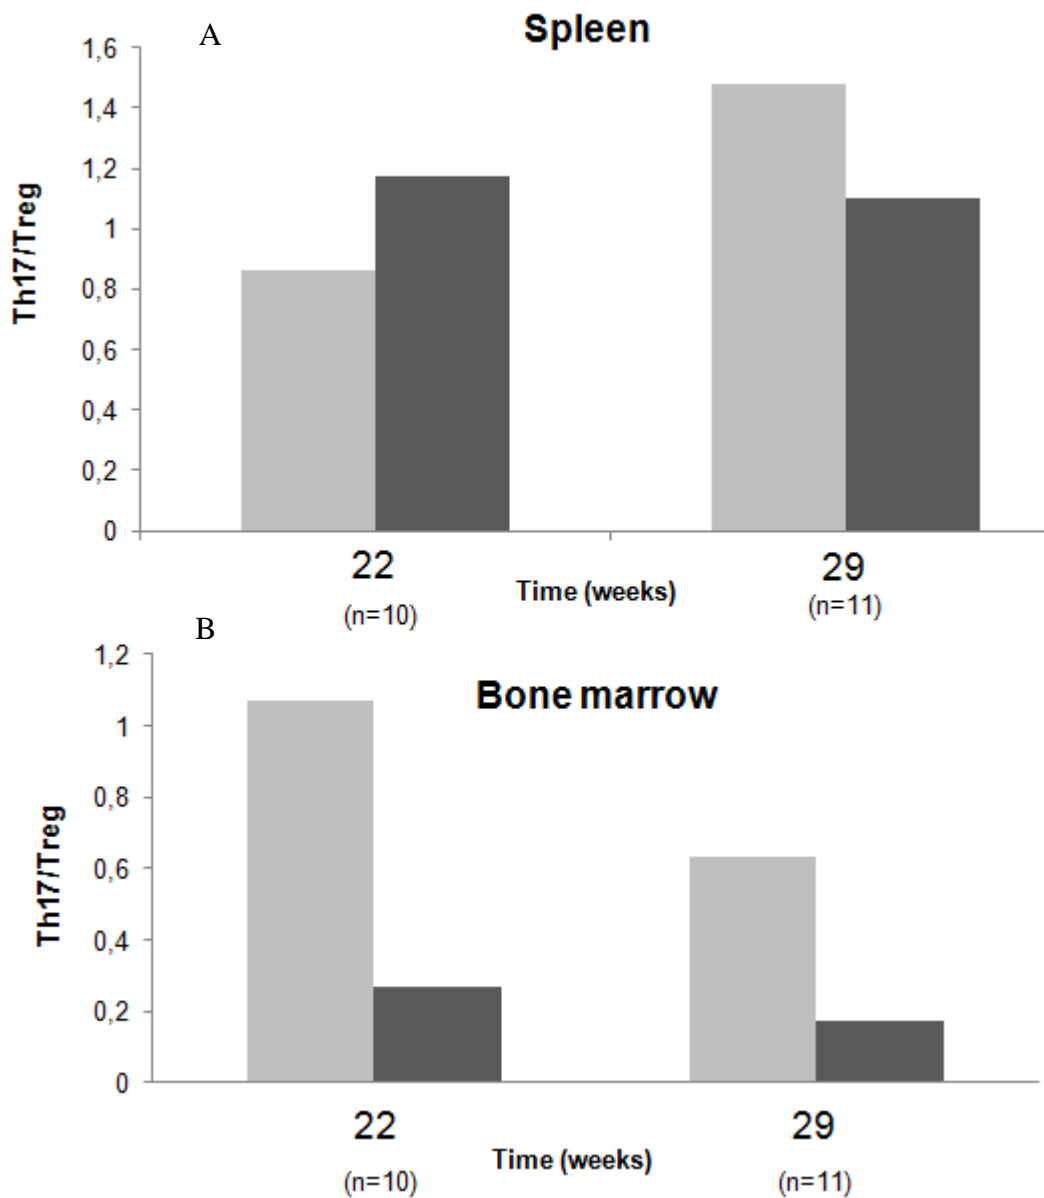 A
Spleen
1,6
1,4
1,2
1
0,8
0,6
0,4
0,2
0
Th17/Treg
22
29
Time (weeks)
(n=10)
(n=11)
B
Bone marrow
1,2
1
0,8
0,6
0,4
0,2
0
Th17/Treg
22
29
Time (weeks)
(n=10)
(n=11)